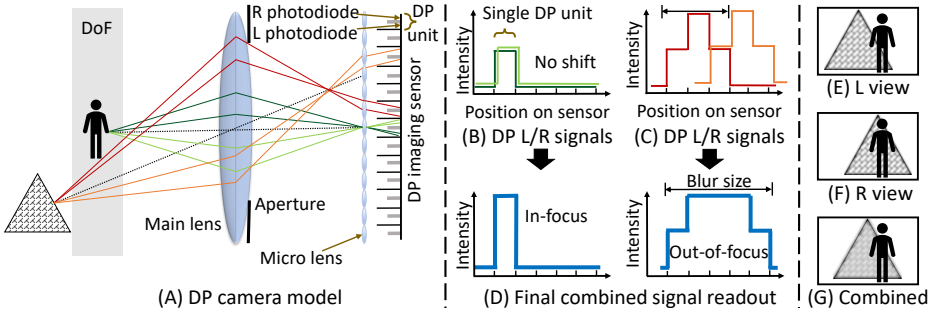 DoF
R photodiode
L photodiode
DP
unit
DP imaging sensor
Main lens
Aperture
Micro lens
(A) DP camera model
Intensity
Single DP unit
No shift
Position on sensor
(B) DP L/R signals
Intensity
Position on sensor
(C) DP L/R signals
Intensity
In-focus
Intensity
Blur size
Out-of-focus
(D) Final combined signal readout
(E) L view
(F) R view
(G) Combined